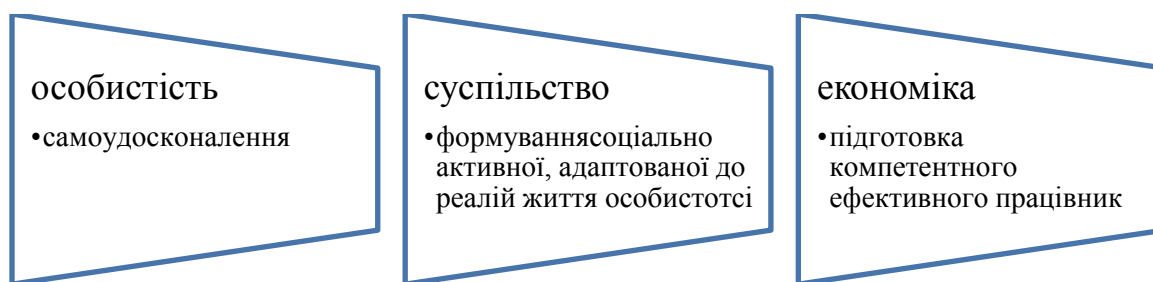 особистість
•самоудосконалення
суспільство
•формуваннясоціально
активної, адаптованої до
реалій життя особистотсі
економіка
•підготовка
компетентного
ефективного працівник